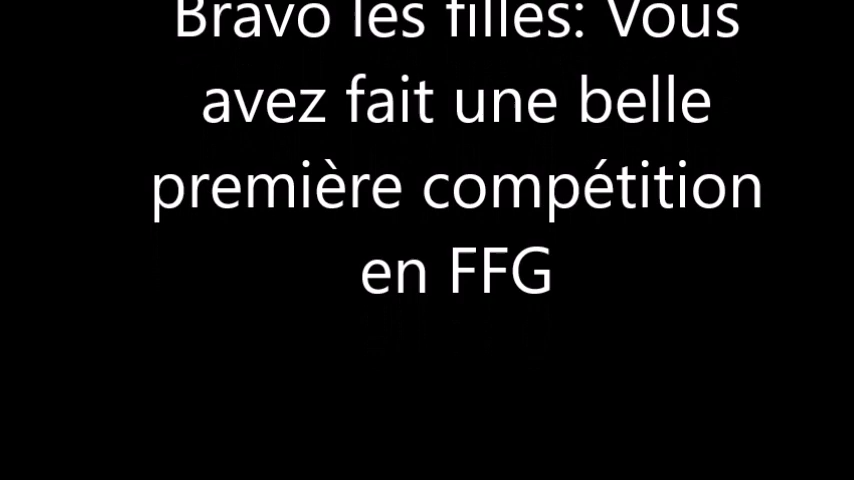 Bravo les filles: Vous
avez fait une belle
première compétition
en FFG